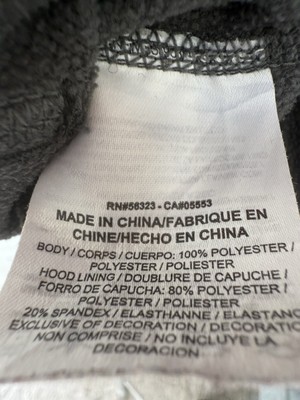 RN#56323 - CA#05553
MADE IN CHINA/FABRIQUE EN
CHINE/HECHO EN CHINA
BODY / CORPS / CUERPO: 100% POLYESTER /
POLYESTER / POLIESTER
HOOD LINING / DOUBLURE DE CAPUCHE /
FORRO DE CAPUCHA: 80% POLYESTER /
POLYESTER / POLIESTER
20% SPANDEX / ELASTHANNE / ELASTANO
EXCLUSIVE OF DECORATION / DECORATION
NON COMPRISE / NO INCLUYE LA
DECORACION